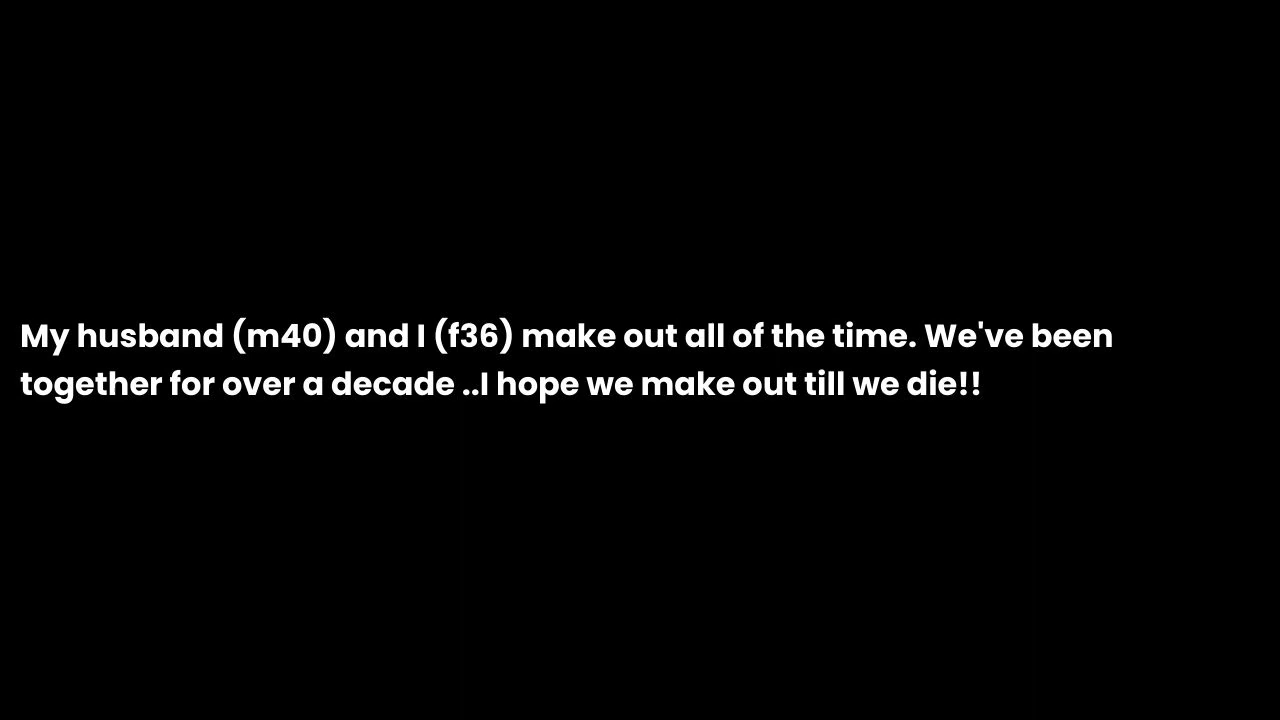 My husband (m40) and I (f36) make out all of the time. We've been
together for over a decade ..I hope we make out till we die!!